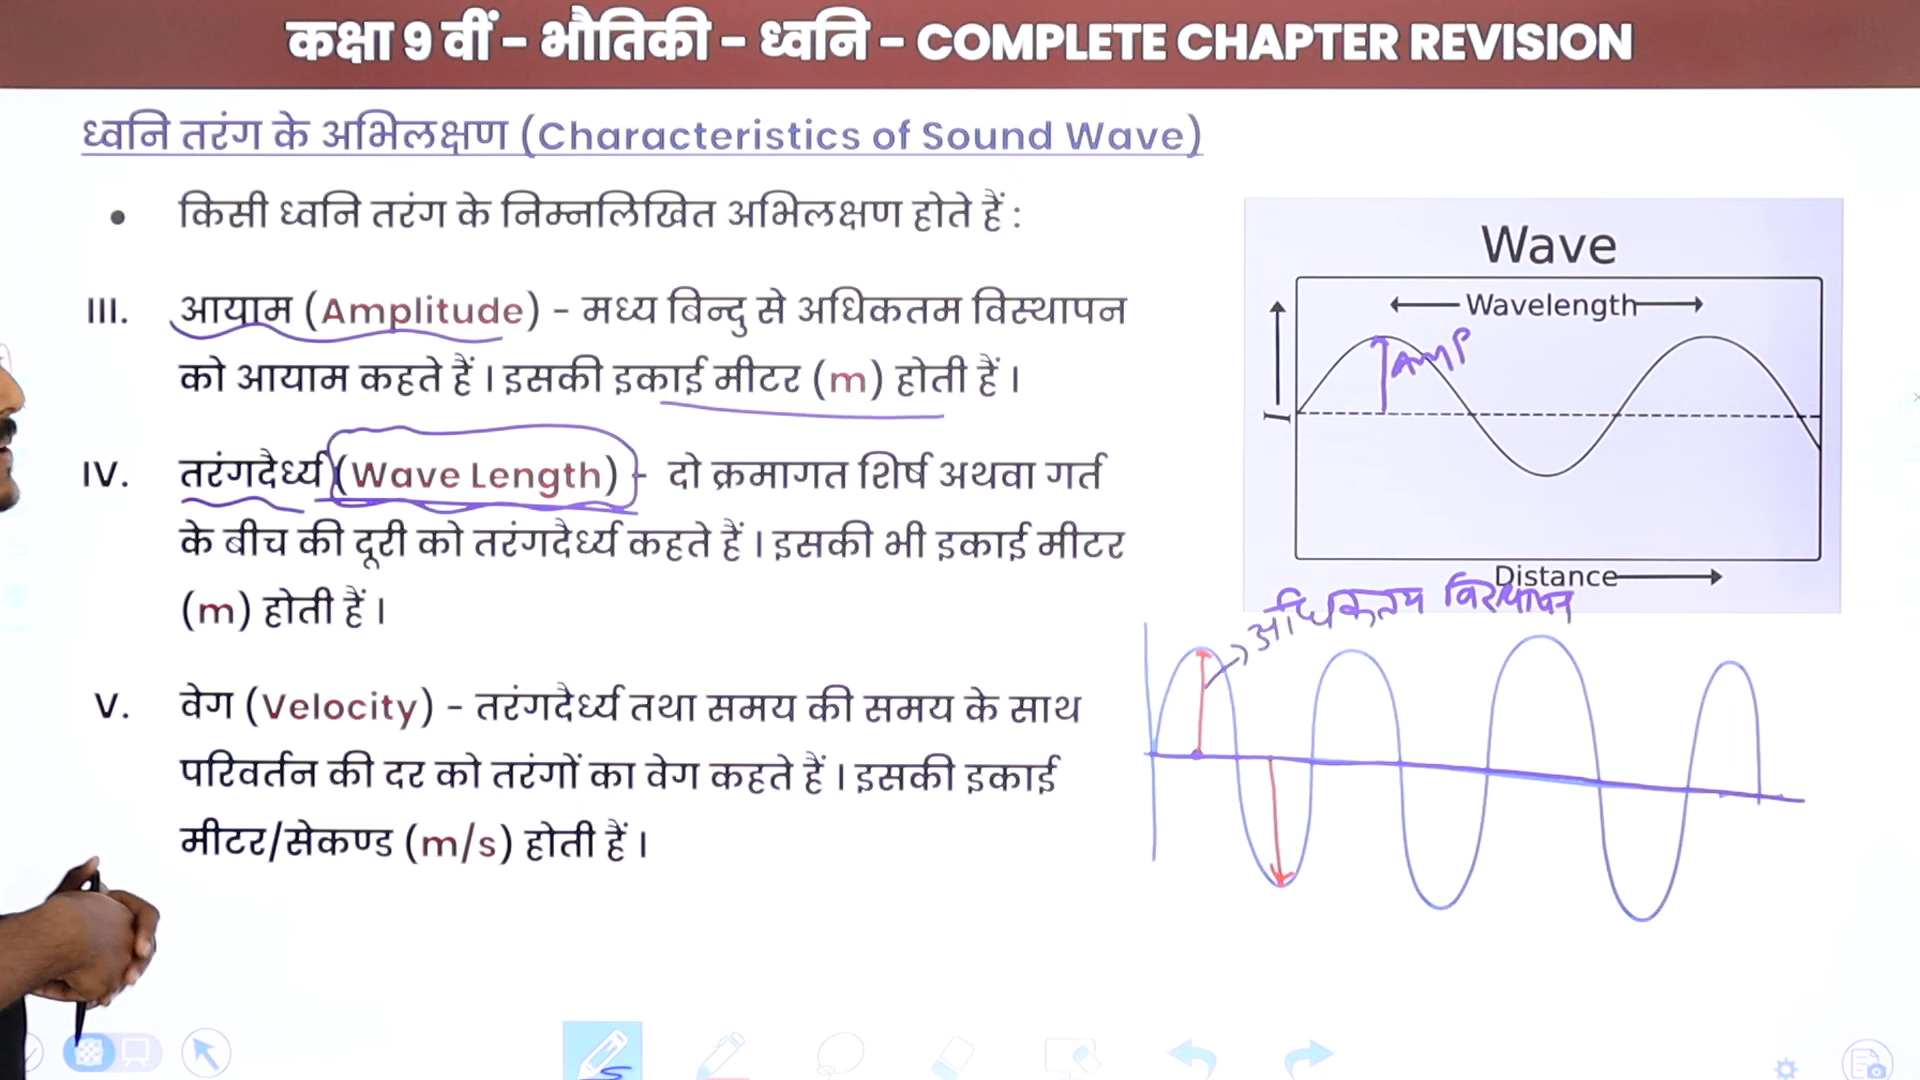 कक्षा 9 वीं - भौतिकी - ध्वनि - COMPLETE CHAPTER REVISION
ध्वनि तरंग के अभिलक्षण (Characteristics of Sound Wave)
• किसी ध्वनि तरंग के निम्नलिखित अभिलक्षण होते हैं :
III. आयाम (Amplitude) - मध्य बिन्दु से अधिकतम विस्थापन
को आयाम कहते हैं । इसकी इकाई मीटर (m) होती हैं ।
IV. तरंगदैर्ध्य (Wave Length) - दो क्रमागत शिर्ष अथवा गर्त
के बीच की दूरी को तरंगदैर्ध्य कहते हैं । इसकी भी इकाई मीटर
(m) होती हैं ।
V. वेग (Velocity) - तरंगदैर्ध्य तथा समय की समय के साथ
परिवर्तन की दर को तरंगों का वेग कहते हैं । इसकी इकाई
मीटर/सेकण्ड (m/s) होती हैं ।
Wave
Wavelength
AMP
I
Distance
अधिकतम विस्थापन